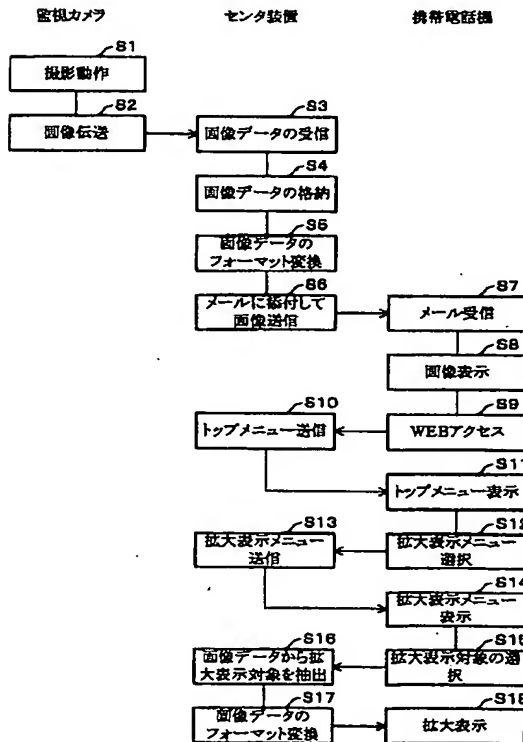 監視カメラ
センタ装置
携帯電話機
S1
撮影動作
S2
画像伝送
S3
画像データの受信
S4
画像データの格納
S5
画像データの
フォーマット変換
S6
メールに添付して
画像送信
S7
メール受信
S8
画像表示
S9
WEBアクセス
S10
トップメニュー送信
S11
トップメニュー表示
S12
拡大表示メニュー
選択
S13
拡大表示メニュー
送信
S14
拡大表示メニュー
表示
S15
拡大表示対象の選
択
S16
画像データから拡
大表示対象を抽出
S17
画像データの
フォーマット変換
S18
拡大表示